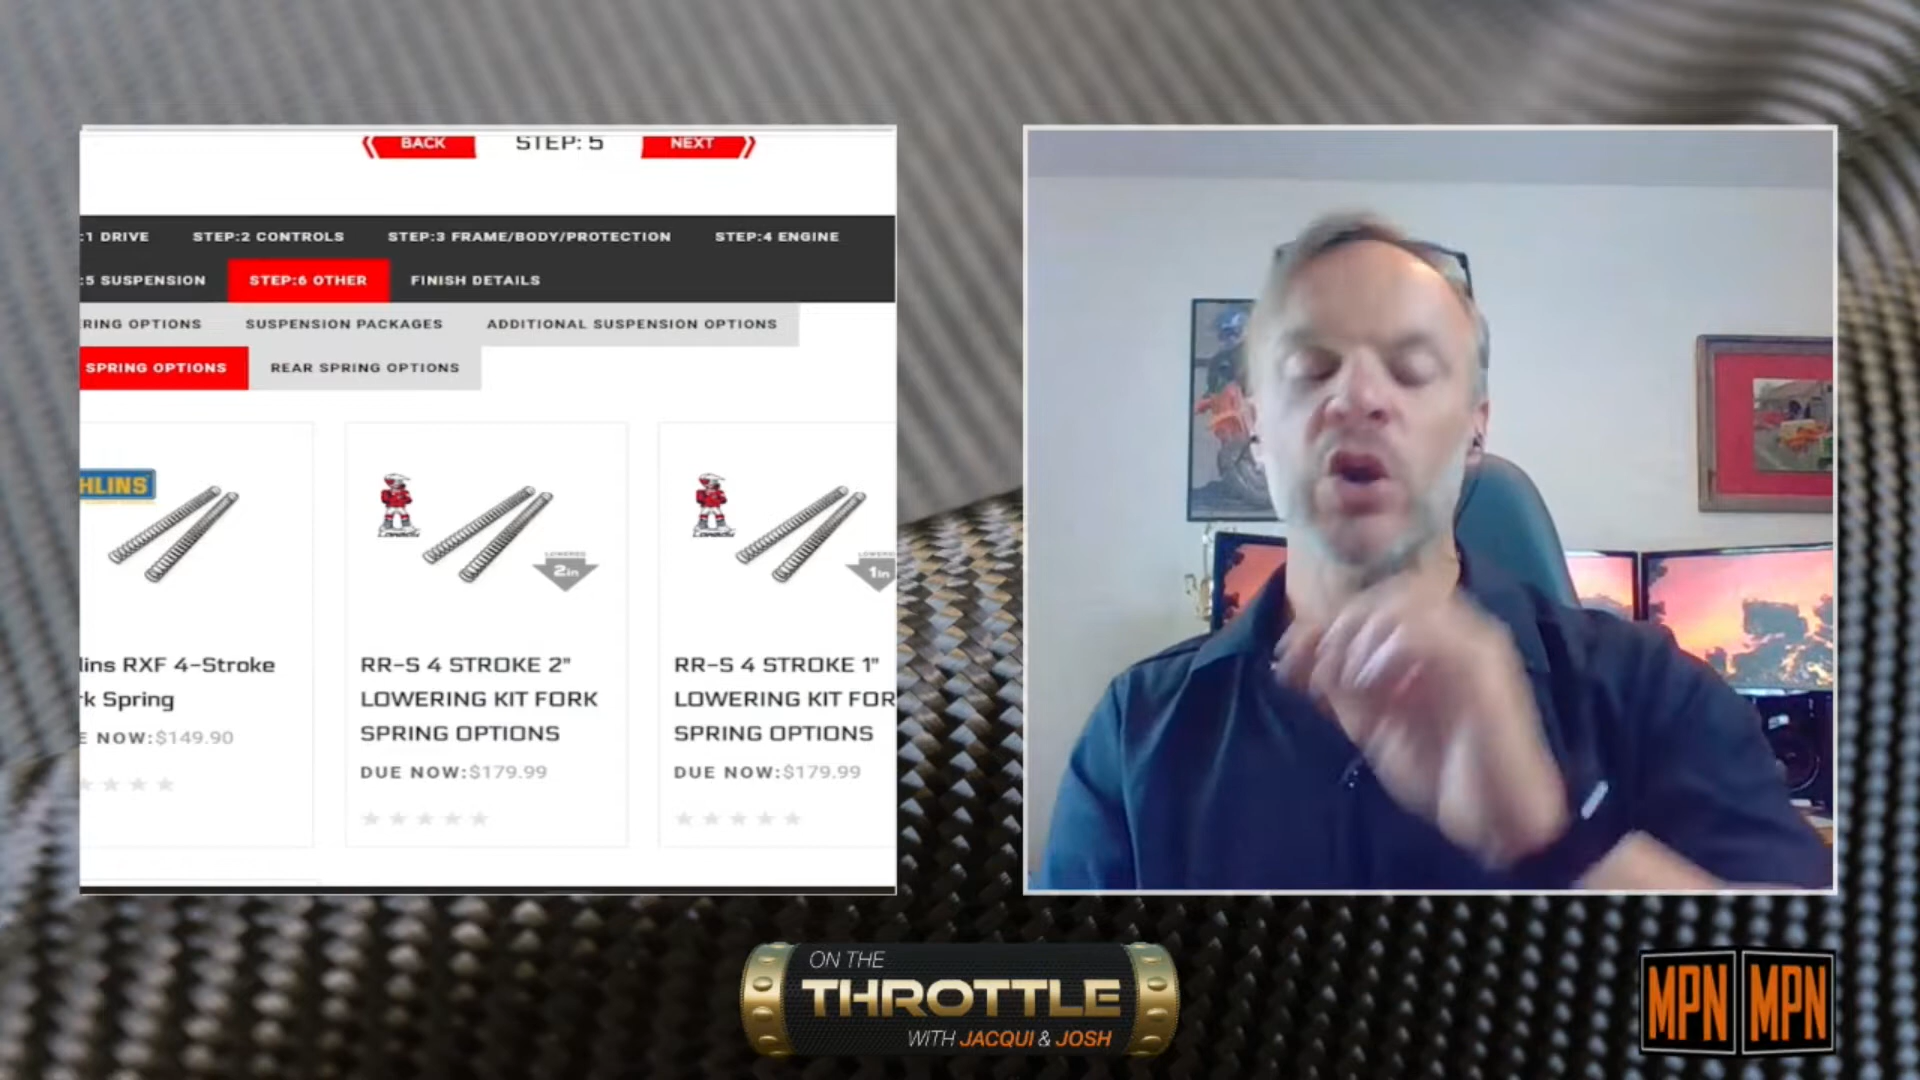 BACK
STEP: 5
NEXT
:1 DRIVE
STEP:2 CONTROLS
STEP:3 FRAME/BODY/PROTECTION
STEP:4 ENGINE
:5 SUSPENSION
STEP:6 OTHER
FINISH DETAILS
RING OPTIONS
SUSPENSION PACKAGES
ADDITIONAL SUSPENSION OPTIONS
SPRING OPTIONS
REAR SPRING OPTIONS
HLINS
lins RXF 4-Stroke
rk Spring
E NOW:$149.90
LOWERED
2in
RR-S 4 STROKE 2"
LOWERING KIT FORK
SPRING OPTIONS
DUE NOW:$179.99
LOWERE
1in
RR-S 4 STROKE 1"
LOWERING KIT FOR
SPRING OPTIONS
DUE NOW:$179.99
ON THE
THROTTLE
WITH JACQUI & JOSH
MPN MPN